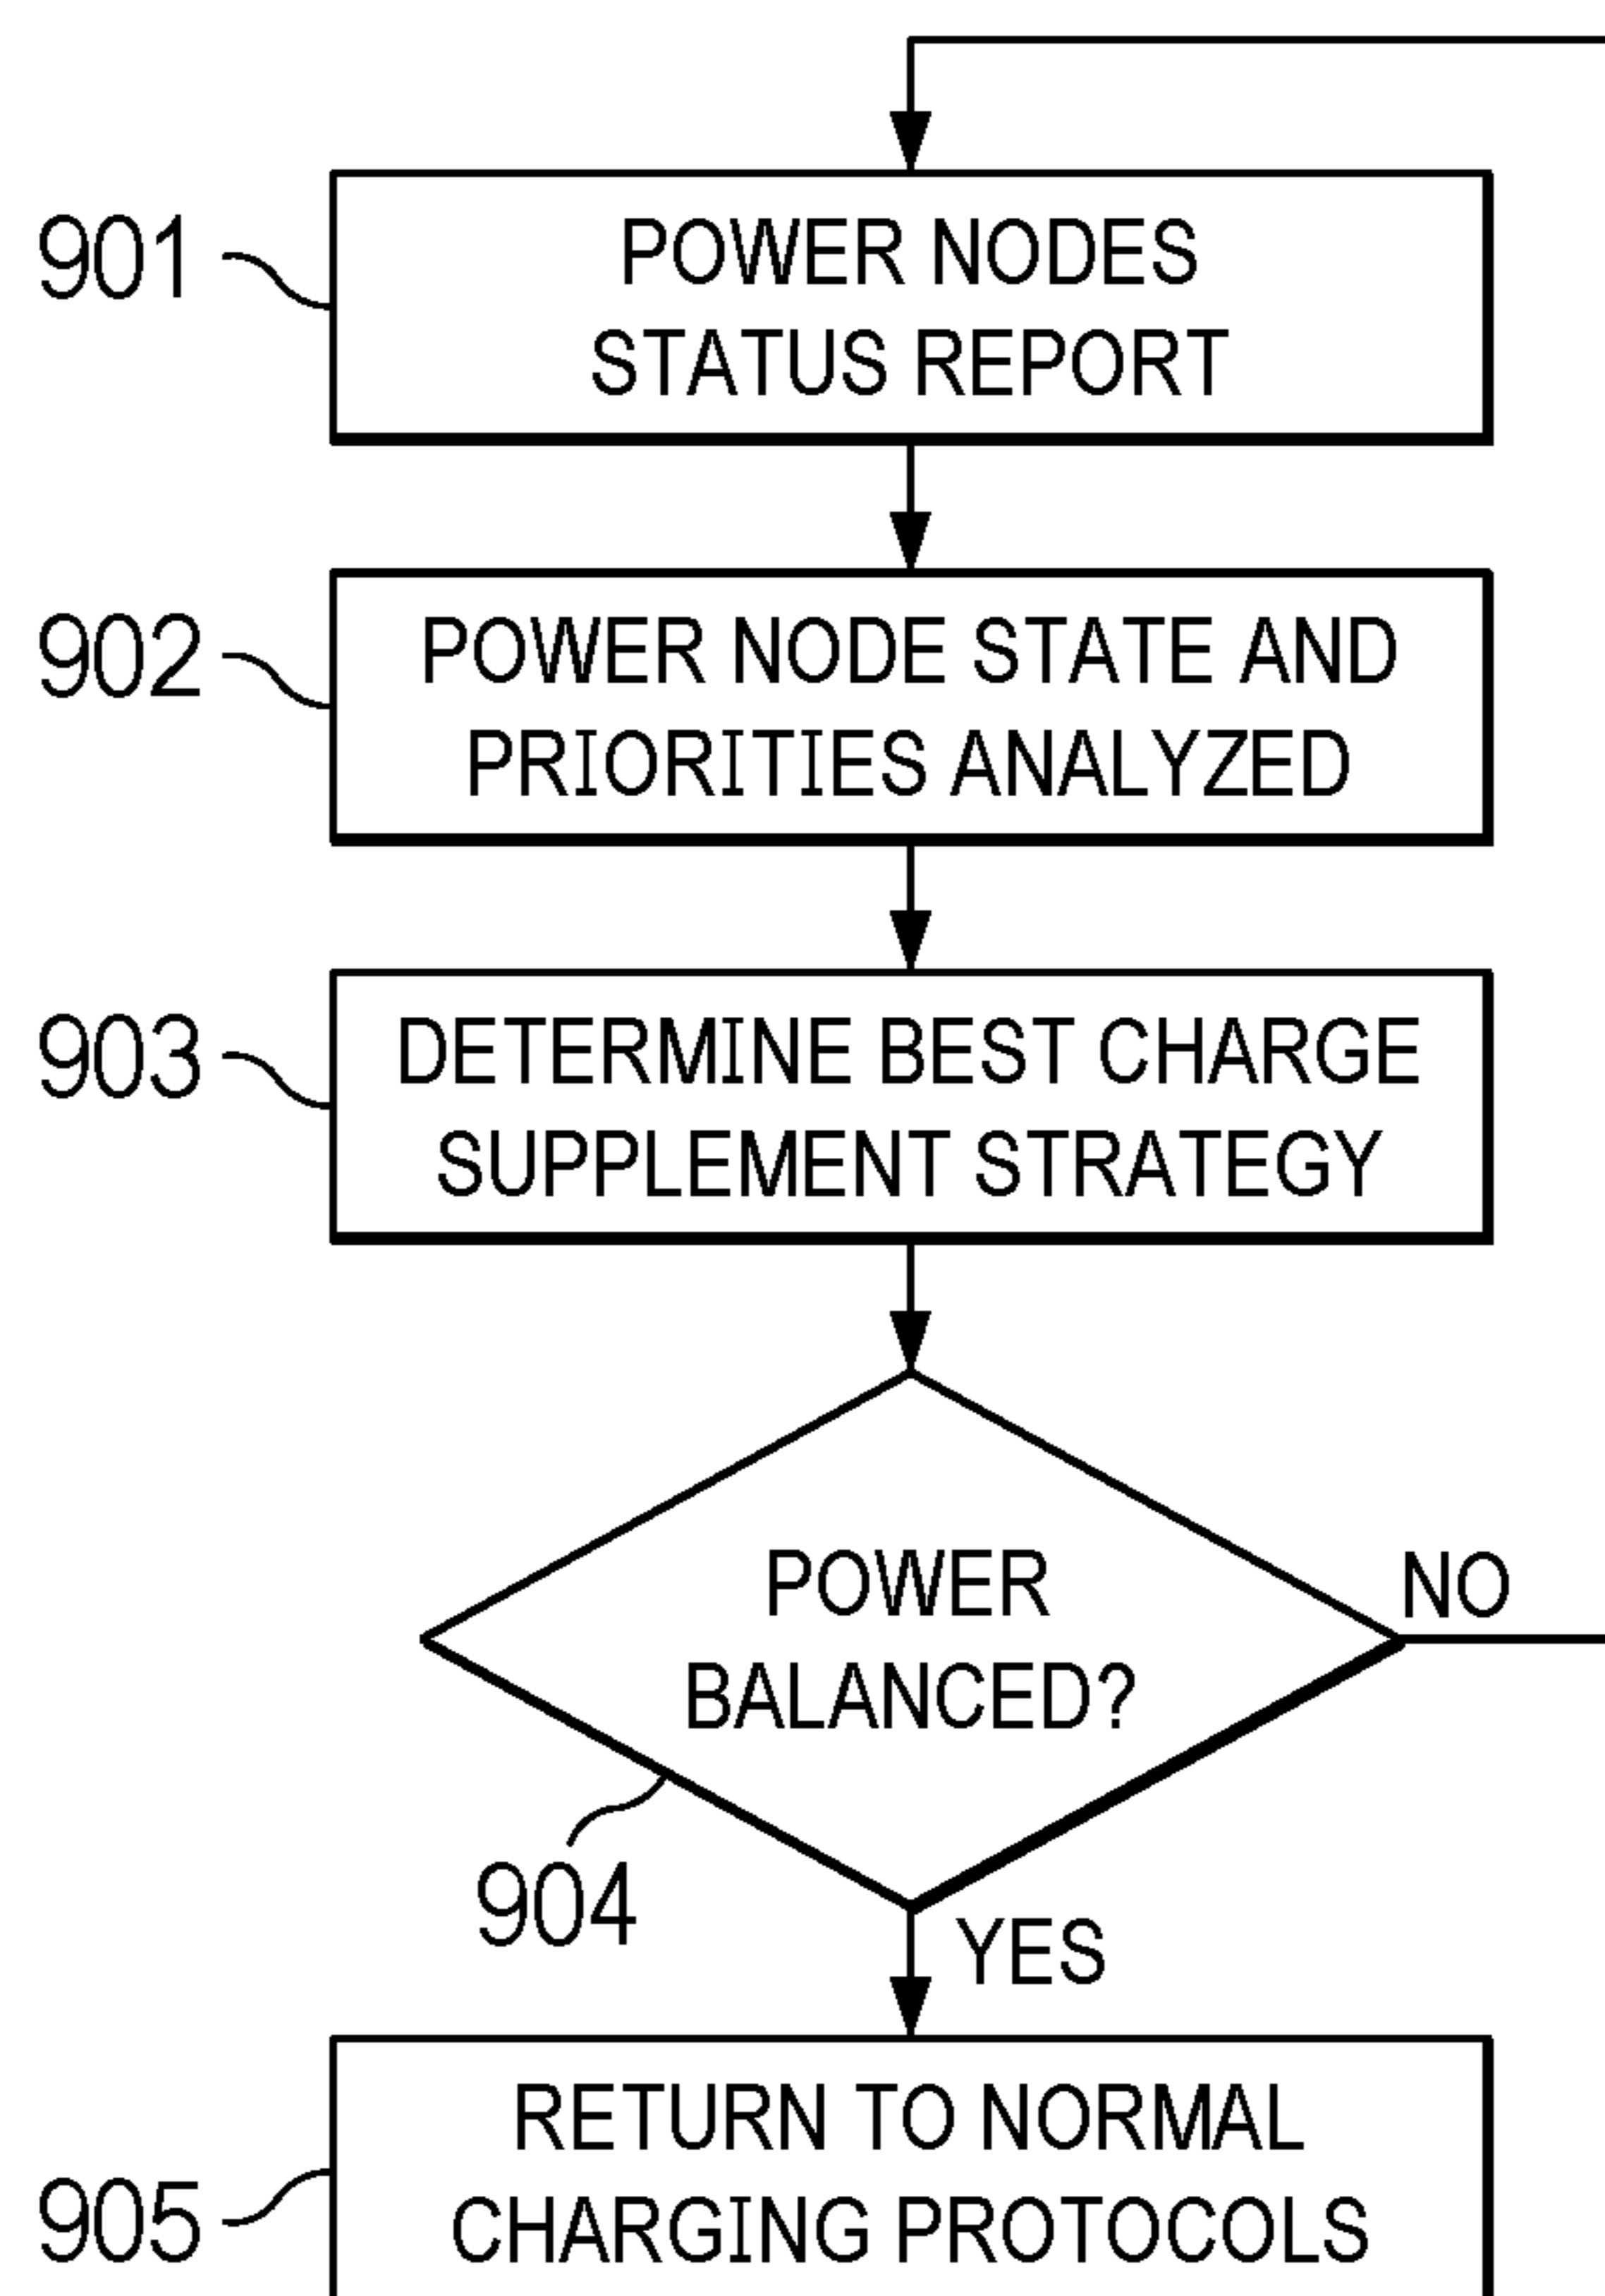 901
POWER NODES
STATUS REPORT
902
POWER NODE STATE AND
PRIORITIES ANALYZED
903
DETERMINE BEST CHARGE
SUPPLEMENT STRATEGY
POWER
BALANCED?
NO
904
YES
905
RETURN TO NORMAL
CHARGING PROTOCOLS